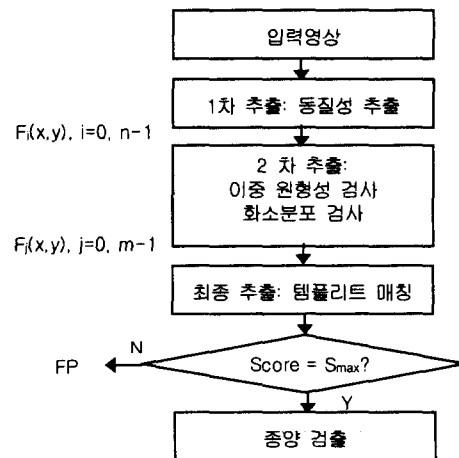 입력영상
1차 추출: 동질성 추출
Fi(x,y), i=0, n-1
2 차 추출:
이중 원형성 검사
화소분포 검사
Fj(x,y), j=0, m-1
최종 추출: 템플리트 매칭
N
FP
Score = Smax?
Y
종양 검출